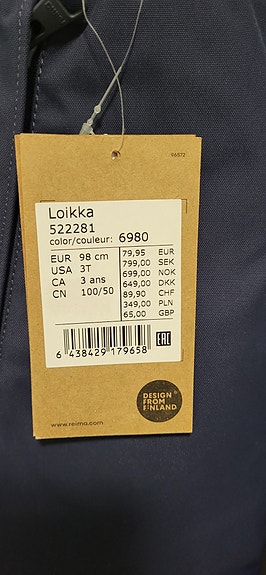 96572
Loikka
522281
color/couleur: 6980
EUR 98 cm
USA 3T
CA 3 ans
CN 100/50
79,95 EUR
799,00 SEK
699,00 NOK
649,00 DKK
89,90 CHF
349,00 PLN
65,00 GBP
6 438429 179658
EAC
DESIGN
FROM
FINLAND
www.reima.com